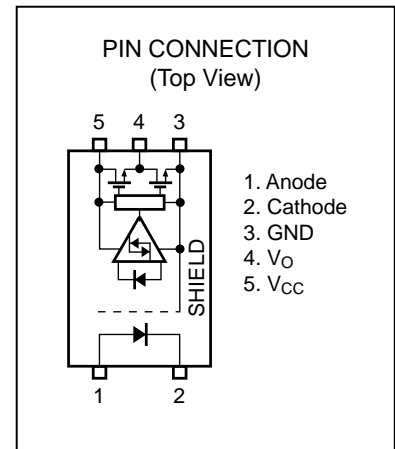 PIN CONNECTION
(Top View)
5 4 3
SHIELD
1 2
1. Anode
2. Cathode
3. GND
4. VO
5. VCC